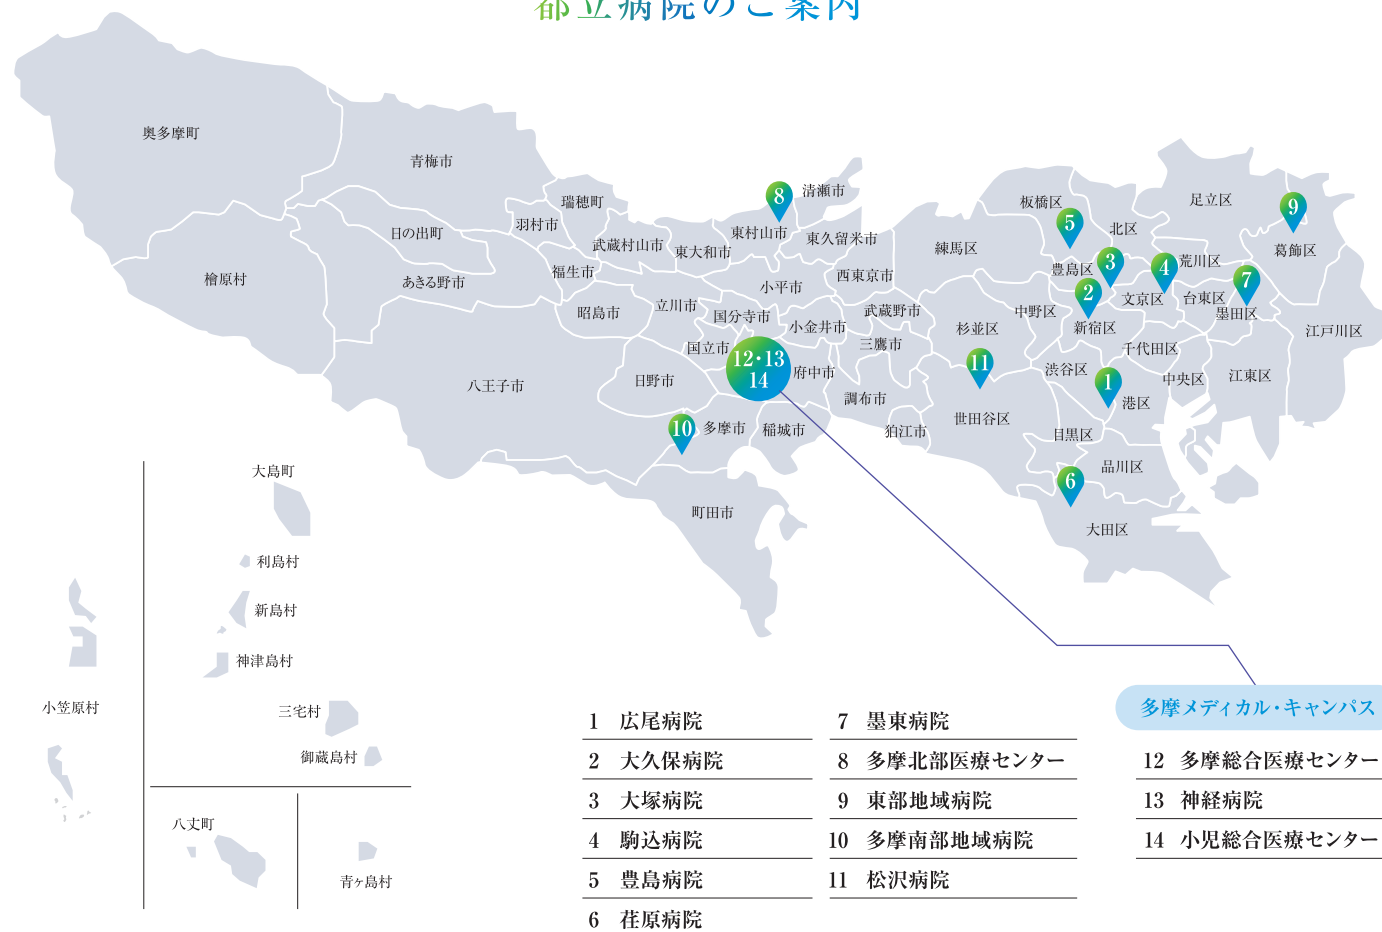 都立病院のご案内
奥多摩町
青梅市
瑞穂町
羽村市
日の出町
武蔵村山市
東大和市
8
清瀬市
東村山市
東久留米市
檜原村
あきる野市
福生市
昭島市
立川市
小平市
西東京市
国分寺市
小金井市
武蔵野市
三鷹市
国立市
12・13
14
府中市
八王子市
日野市
調布市
10
多摩市
稲城市
狛江市
町田市
練馬区
板橋区
5
北区
足立区
9
葛飾区
豊島区
3
4
荒川区
2
文京区
台東区
7
墨田区
中野区
新宿区
杉並区
千代田区
江戸川区
11
渋谷区
1
中央区
江東区
港区
世田谷区
目黒区
品川区
6
大田区
大島町
利島村
新島村
神津島村
三宅村
御蔵島村
小笠原村
八丈町
青ヶ島村
1 広尾病院
2 大久保病院
3 大塚病院
4 駒込病院
5 豊島病院
6 荏原病院
7 墨東病院
8 多摩北部医療センター
9 東部地域病院
10 多摩南部地域病院
11 松沢病院
多摩メディカル・キャンパス
12 多摩総合医療センター
13 神経病院
14 小児総合医療センター